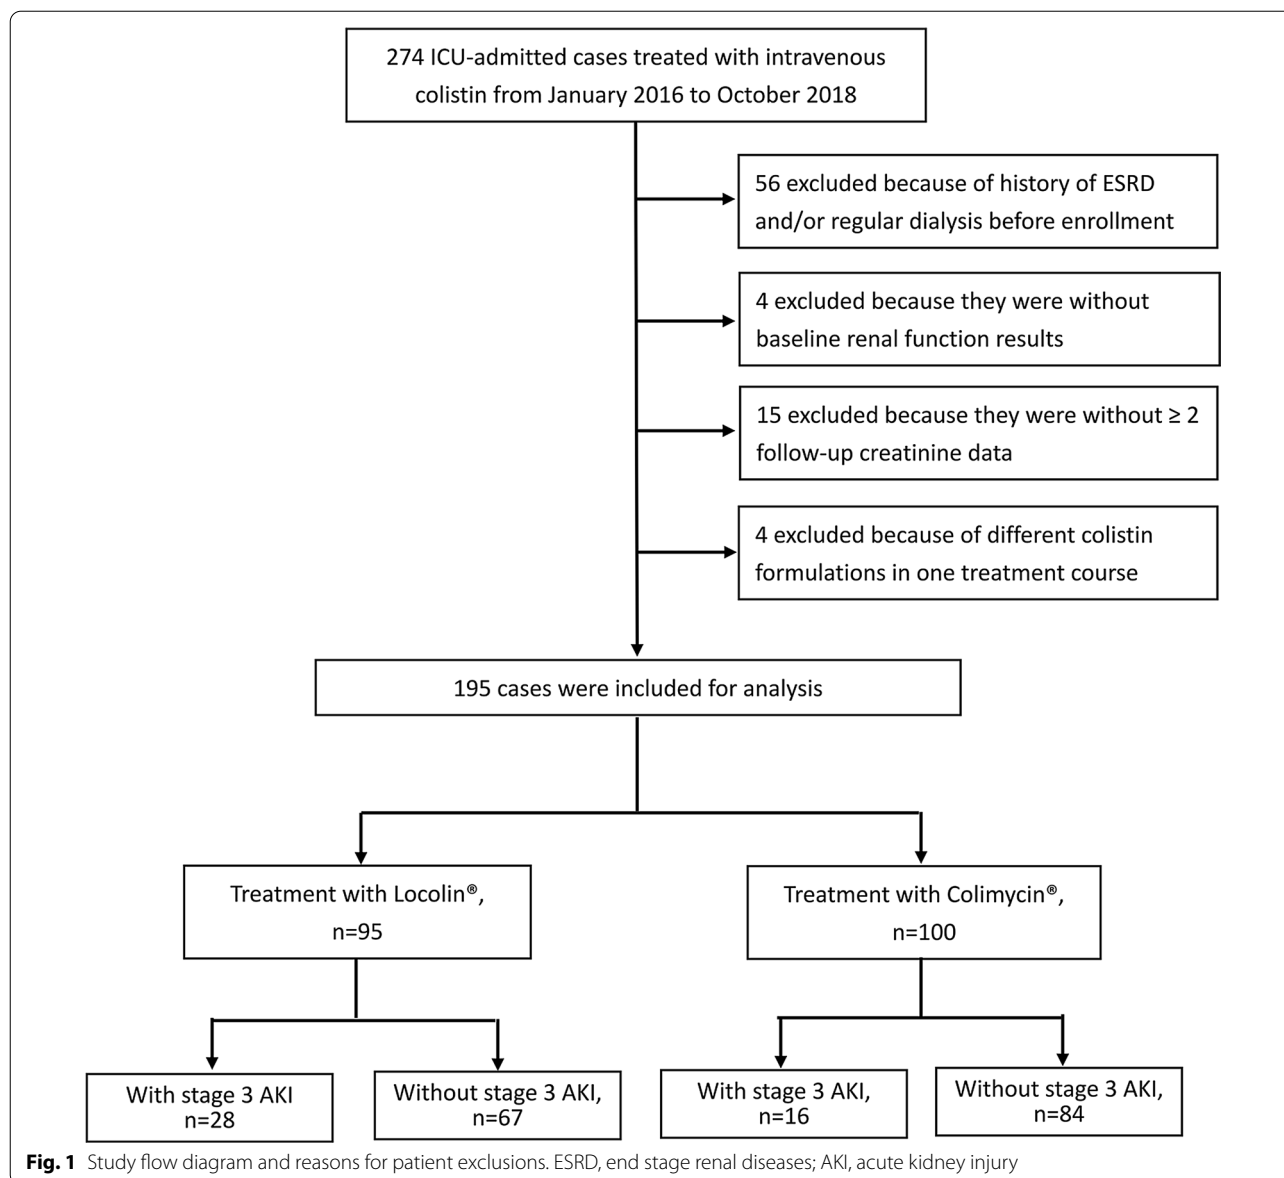 274 ICU-admitted cases treated with intravenous
colistin from January 2016 to October 2018
56 excluded because of history of ESRD
and/or regular dialysis before enrollment
4 excluded because they were without
baseline renal function results
15 excluded because they were without ≥ 2
follow-up creatinine data
4 excluded because of different colistin
formulations in one treatment course
195 cases were included for analysis
Treatment with Locolin®,
n=95
Treatment with Colimycin®,
n=100
With stage 3 AKI
n=28
Without stage 3 AKI,
n=67
With stage 3 AKI,
n=16
Without stage 3 AKI,
n=84
Fig. 1 Study flow diagram and reasons for patient exclusions. ESRD, end stage renal diseases; AKI, acute kidney injury